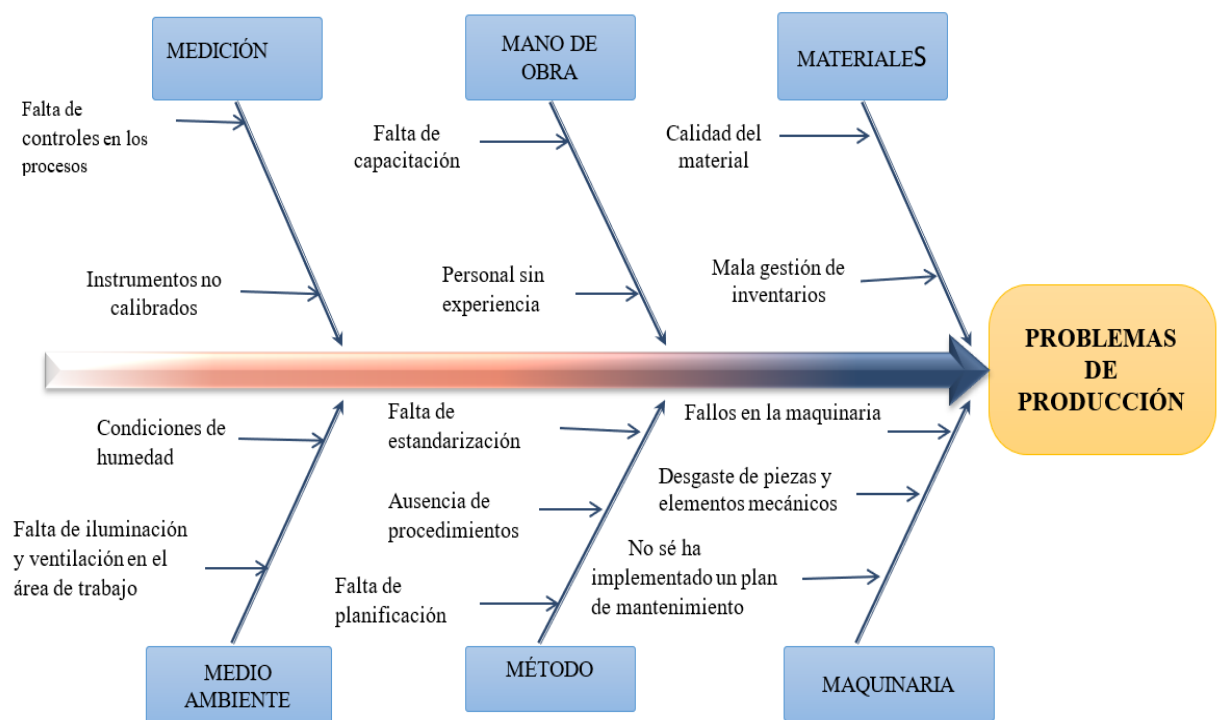 MEDICIÓN
MANO DE
OBRA
MATERIALES
Falta de
controles en los
procesos
Falta de
capacitación
Calidad del
material
Instrumentos no
calibrados
Personal sin
experiencia
Mala gestión de
inventarios
PROBLEMAS
DE
PRODUCCIÓN
Condiciones de
humedad
Falta de
estandarización
Fallos en la maquinaria
Desgaste de piezas y
elementos mecánicos
Ausencia de
procedimientos
Falta de iluminación
y ventilación en el
área de trabajo
No sé ha
implementado un plan
de mantenimiento
Falta de
planificación
MEDIO
AMBIENTE
MÉTODO
MAQUINARIA